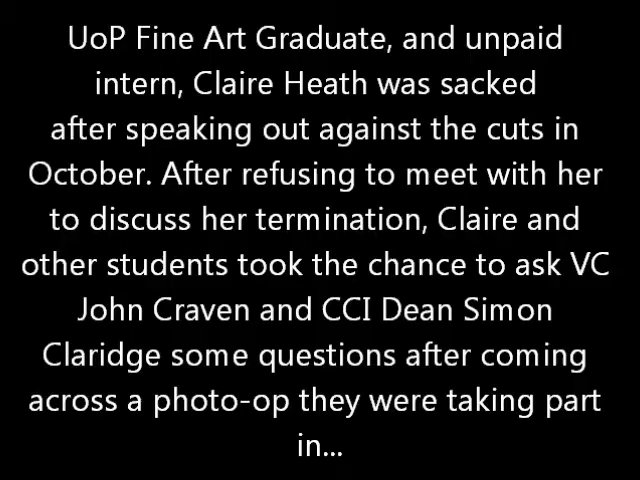 UoP Fine Art Graduate, and unpaid
intern, Claire Heath was sacked
after speaking out against the cuts in
October. After refusing to meet with her
to discuss her termination, Claire and
other students took the chance to ask VC
John Craven and CCI Dean Simon
Claridge some questions after coming
across a photo-op they were taking part
in...